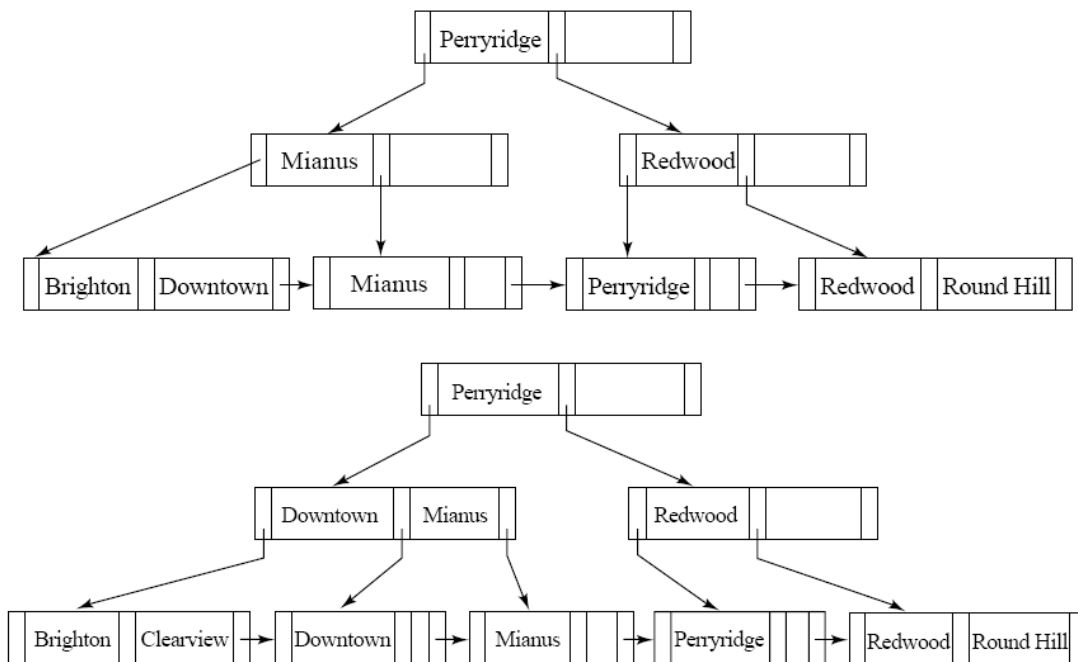 Perryridge
Mianus Redwood
Brighton Downtown Mianus Perryridge Redwood Round Hill
Perryridge
Downtown Mianus Redwood
Brighton Clearview Downtown Mianus Perryridge Redwood Round Hill